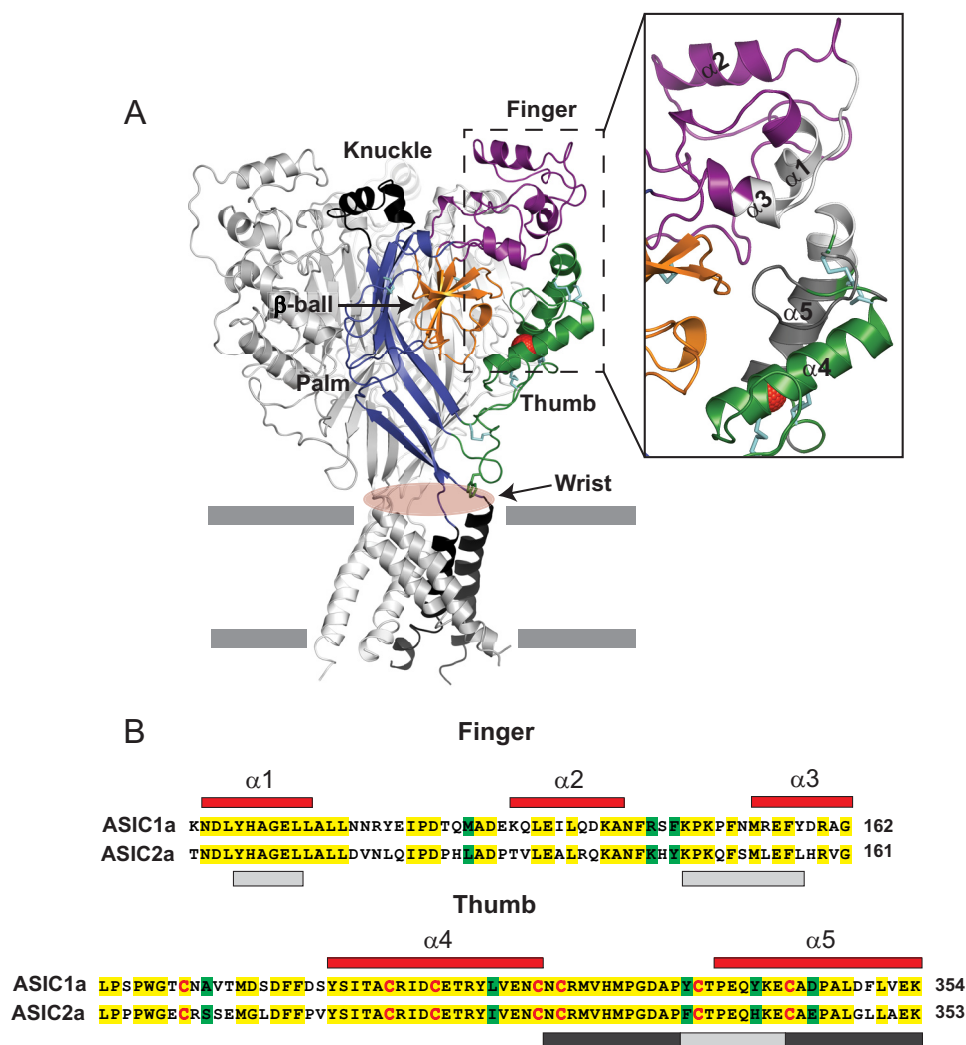 A
Knuckle
Finger
β-ball
Palm
Thumb
Wrist
α2
α1
α3
α5
α4
B
Finger
α1 α2 α3
ASIC1a KNDLYHAGELLALLNNRYEIPDTQMADEKQLEILQDKANFRSFKPKPFNMREFYDRAG 162
ASIC2a TNDLYHAGELLALLDVNLQIPDPHLADPTVLEALRQKANFKHYKPKQFSMLEFLHRVG 161
Thumb
α4 α5
ASIC1a LPSPWGTCNAVTMDSDFFDSYSITACRIDCETRYLVENCNCRMVHMPGDAPYCTPEQYKECADPALDFLVEK 354
ASIC2a LPPPWGECRSSEMGLDFFPVYSITACRIDCETRYIVENCNCRMVHMPGDAPFCTPEQHKECAEPALGLLAEK 353